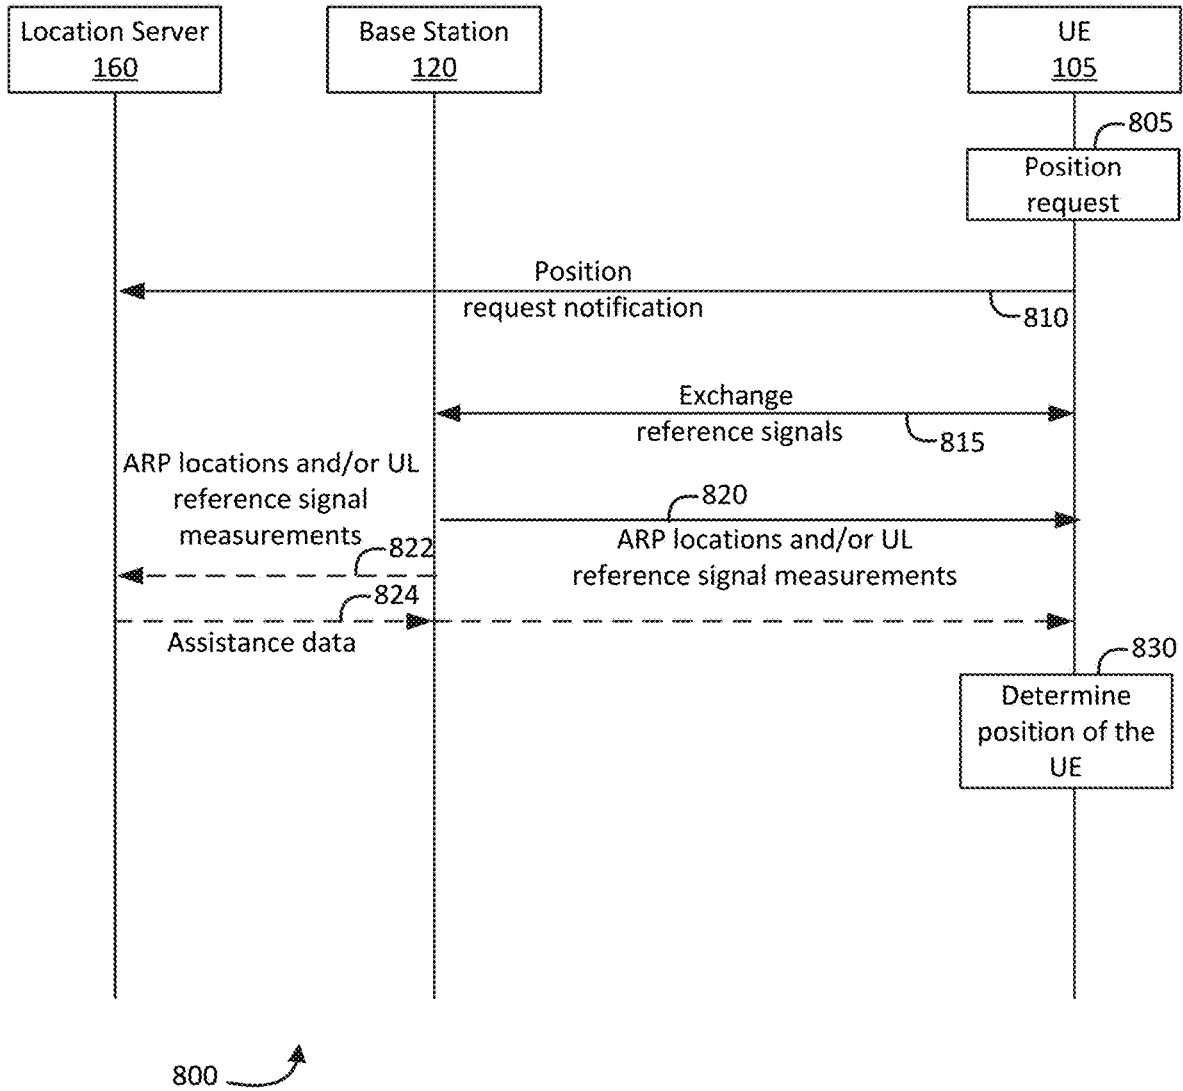 Location Server
160
Base Station
120
UE
105
805
Position
request
Position
request notification
810
Exchange
reference signals
815
ARP locations and/or UL
reference signal
measurements
820
ARP locations and/or UL
reference signal measurements
822
824
Assistance data
830
Determine
position of the
UE
800